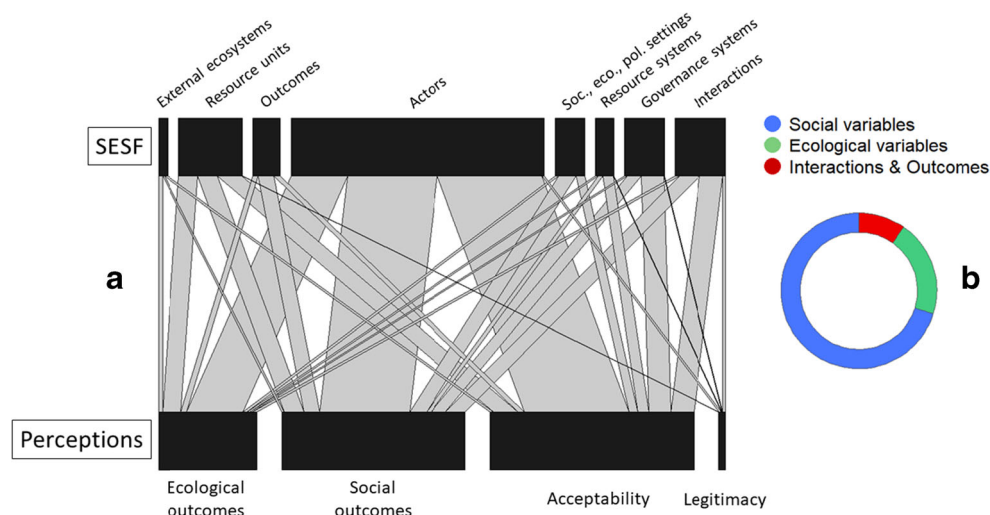 External ecosystems
Resource units
Outcomes
Actors
Soc., eco., pol. settings
Resource systems
Governance systems
Interactions
SESF
Social variables
Ecological variables
Interactions & Outcomes
a
b
Perceptions
Ecological
outcomes
Social
outcomes
Acceptability
Legitimacy